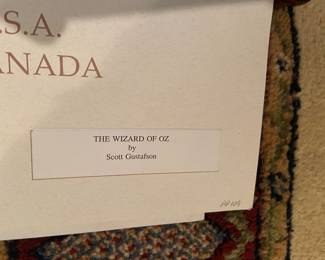 .S.A.
ANADA
THE WIZARD OF OZ
by
Scott Gustafson